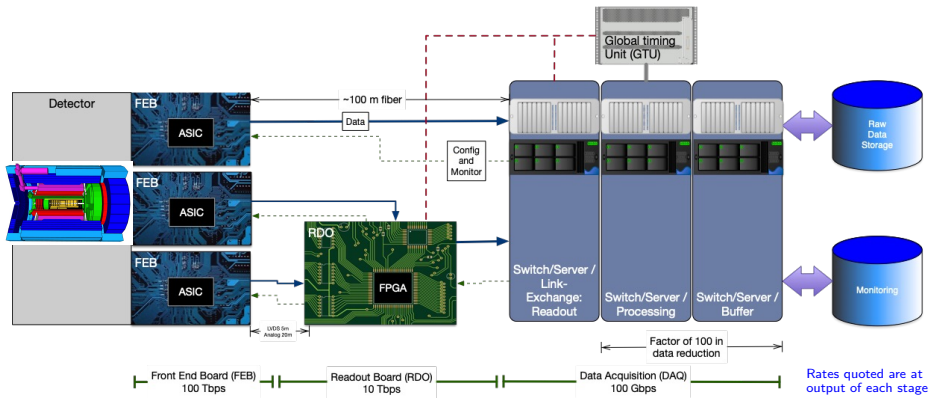 Global timing
Unit (GTU)
Detector
FEB
ASIC
~100 m fiber
Data
Config
and
Monitor
Raw
Data
Storage
FEB
ASIC
RDO
FPGA
FEB
ASIC
LVDS 5m
Analog 20m
Switch/Server /
Link-
Exchange:
Readout
Switch/Server /
Processing
Switch/Server /
Buffer
Monitoring
Factor of 100 in
data reduction
Front End Board (FEB)
100 Tbps
Readout Board (RDO)
10 Tbps
Data Acquisition (DAQ)
100 Gbps
Rates quoted are at
output of each stage